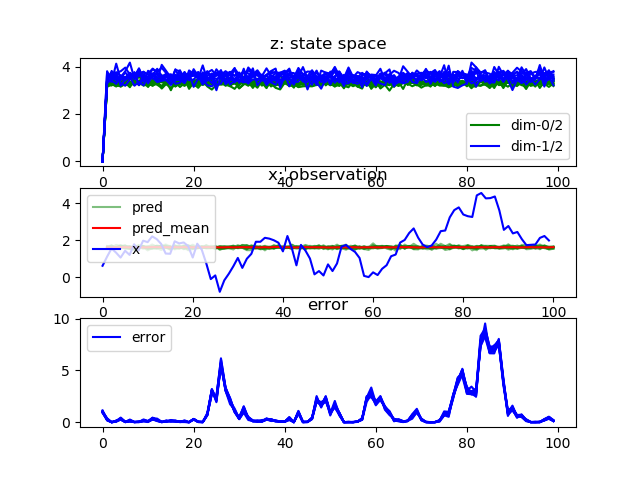 z: state space
4
2
0
dim-0/2
dim-1/2
0 20 40 60 80 100
x: observation
4
2
0
pred
pred_mean
x
0 20 40 60 80 100
error
10
5
0
error
0 20 40 60 80 100